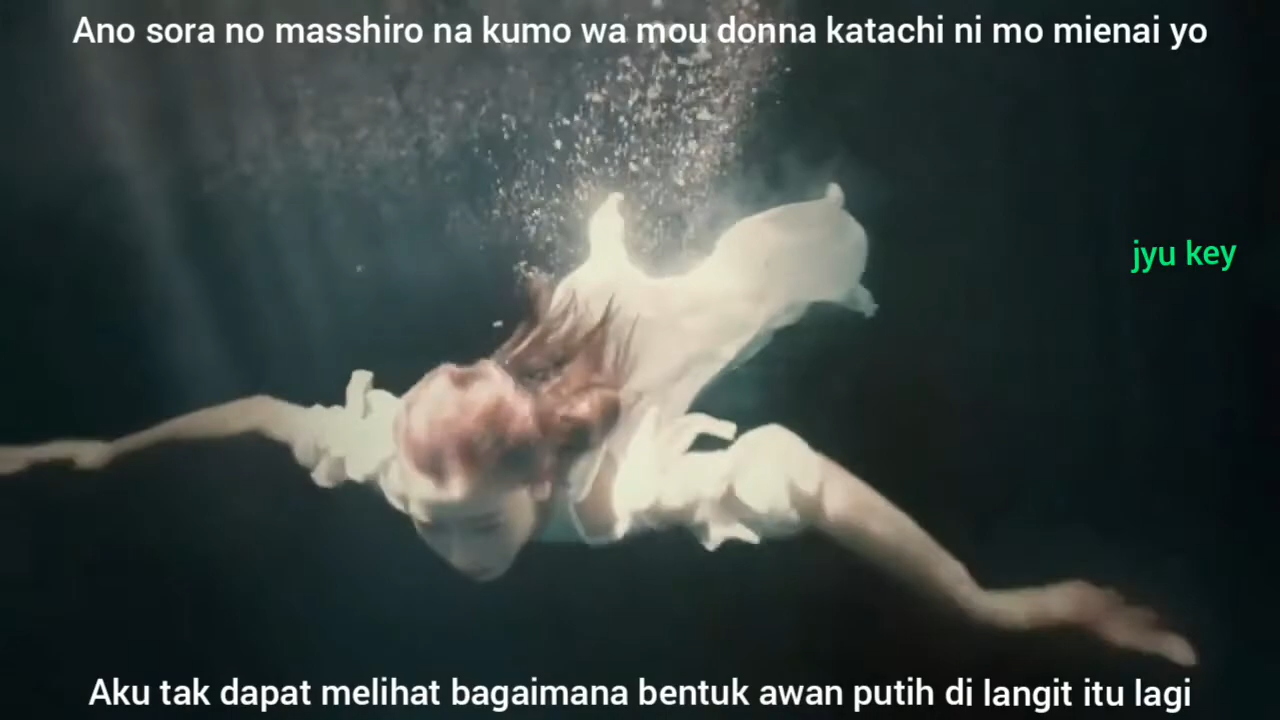 Ano sora no masshiro na kumo wa mou donna katachi ni mo mienai yo
jyu key
Aku tak dapat melihat bagaimana bentuk awan putih di langit itu lagi